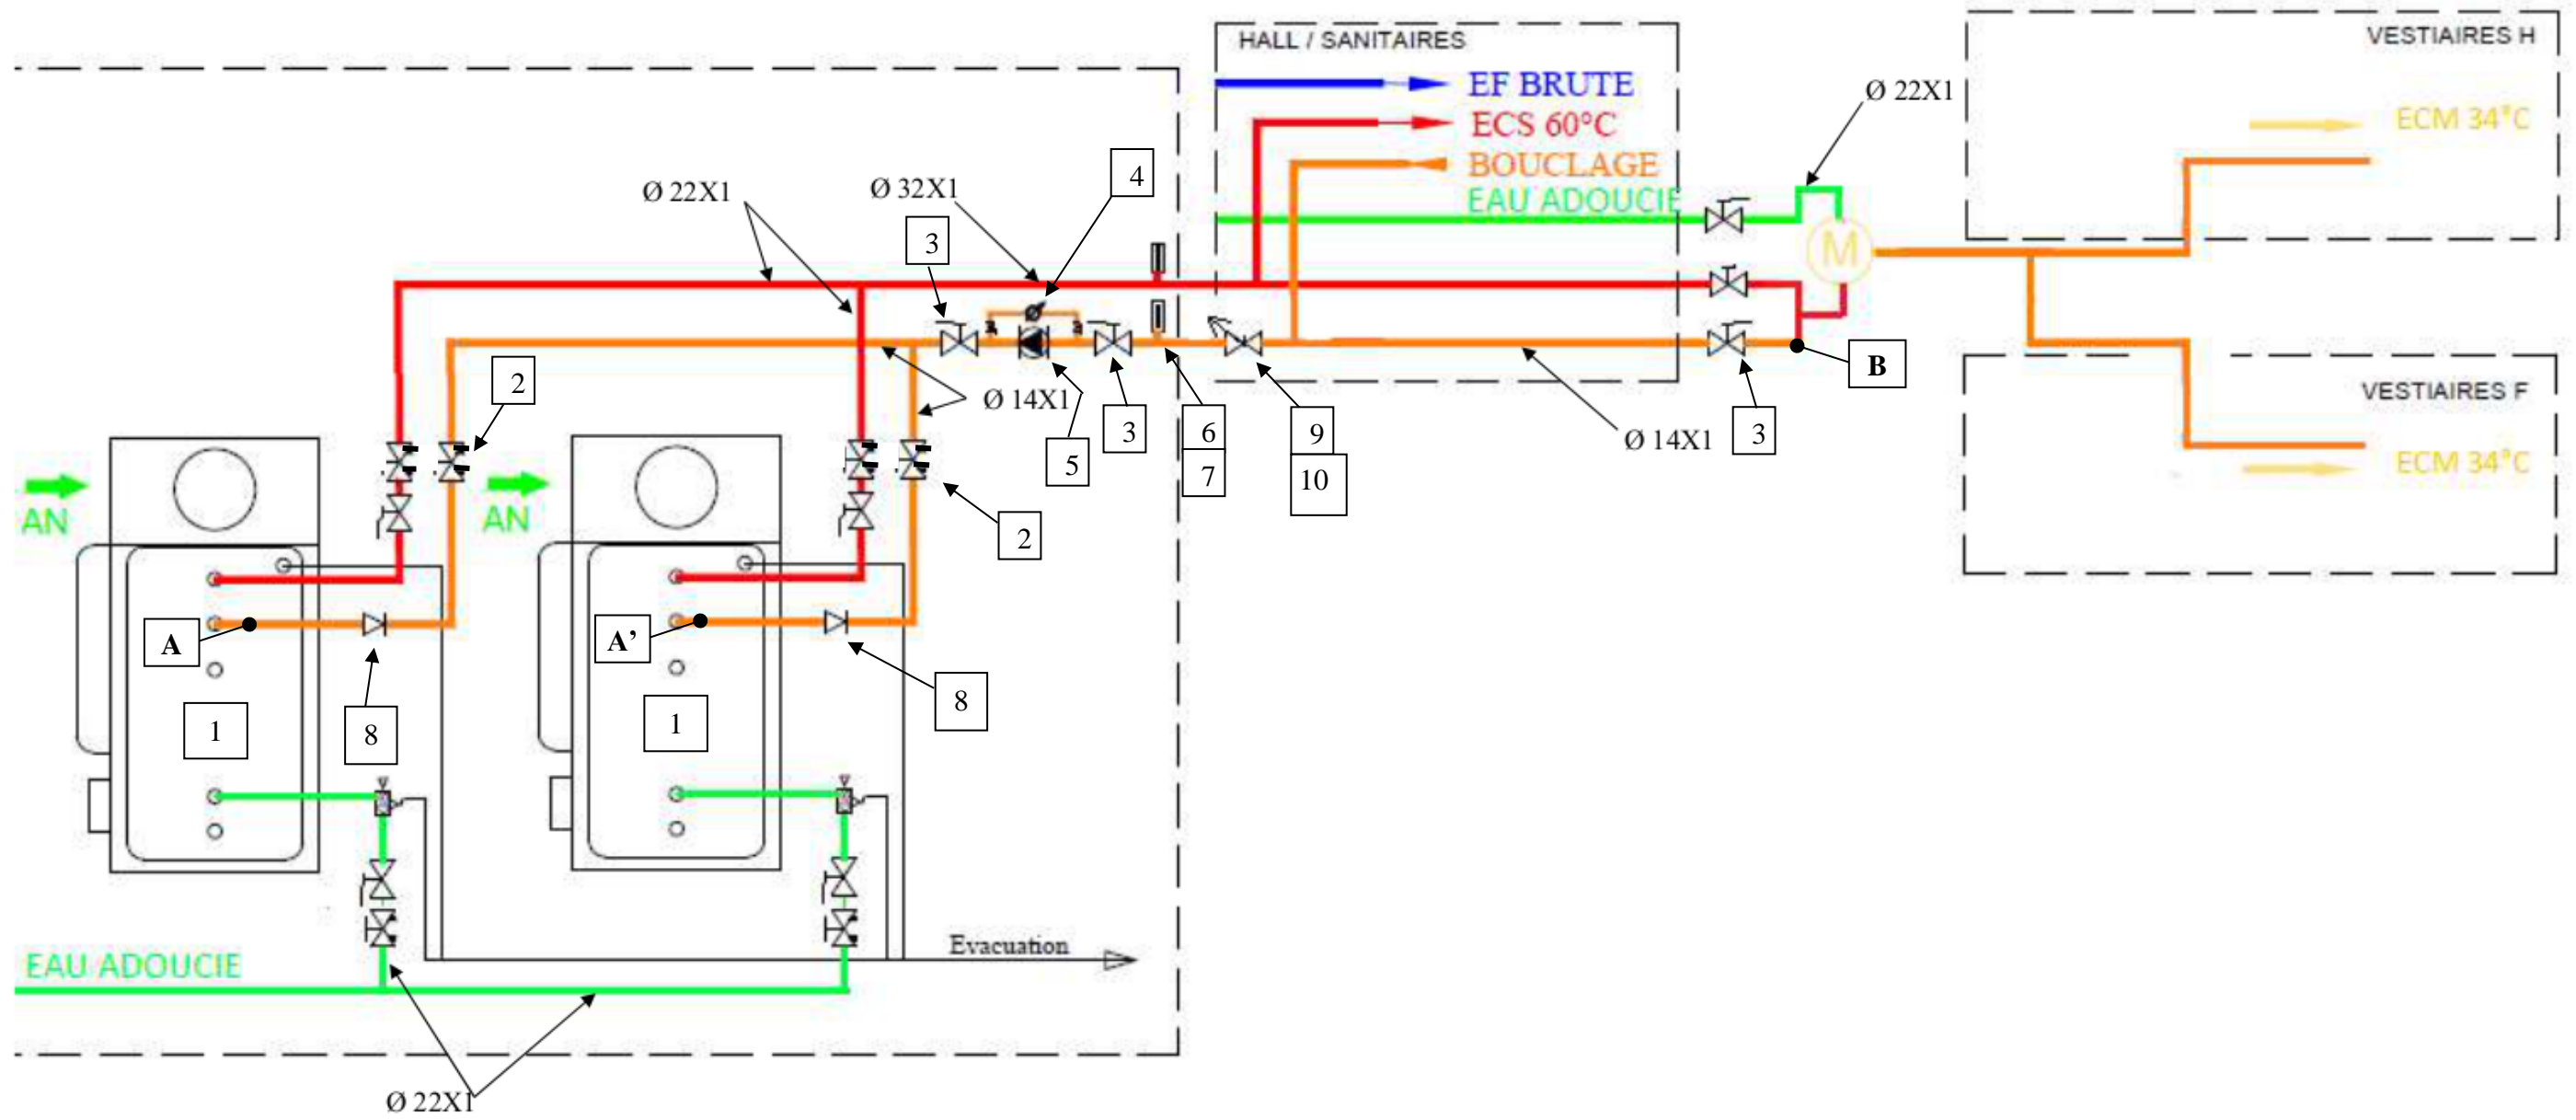 HALL / SANITAIRES
VESTIAIRES H
EF BRUTE
Ø 22X1
ECS 60°C
ECM 34°C
BOUCLAGE
EAU ADOUCIE
Ø 22X1
Ø 32X1
4
3
M
2
Ø 14X1
B
VESTIAIRES F
3
6
9
3
Ø 14X1
5
7
10
ECM 34°C
AN
AN
2
A
A’
8
1
1
8
Evacuation
EAU ADOUCIE
Ø 22X1